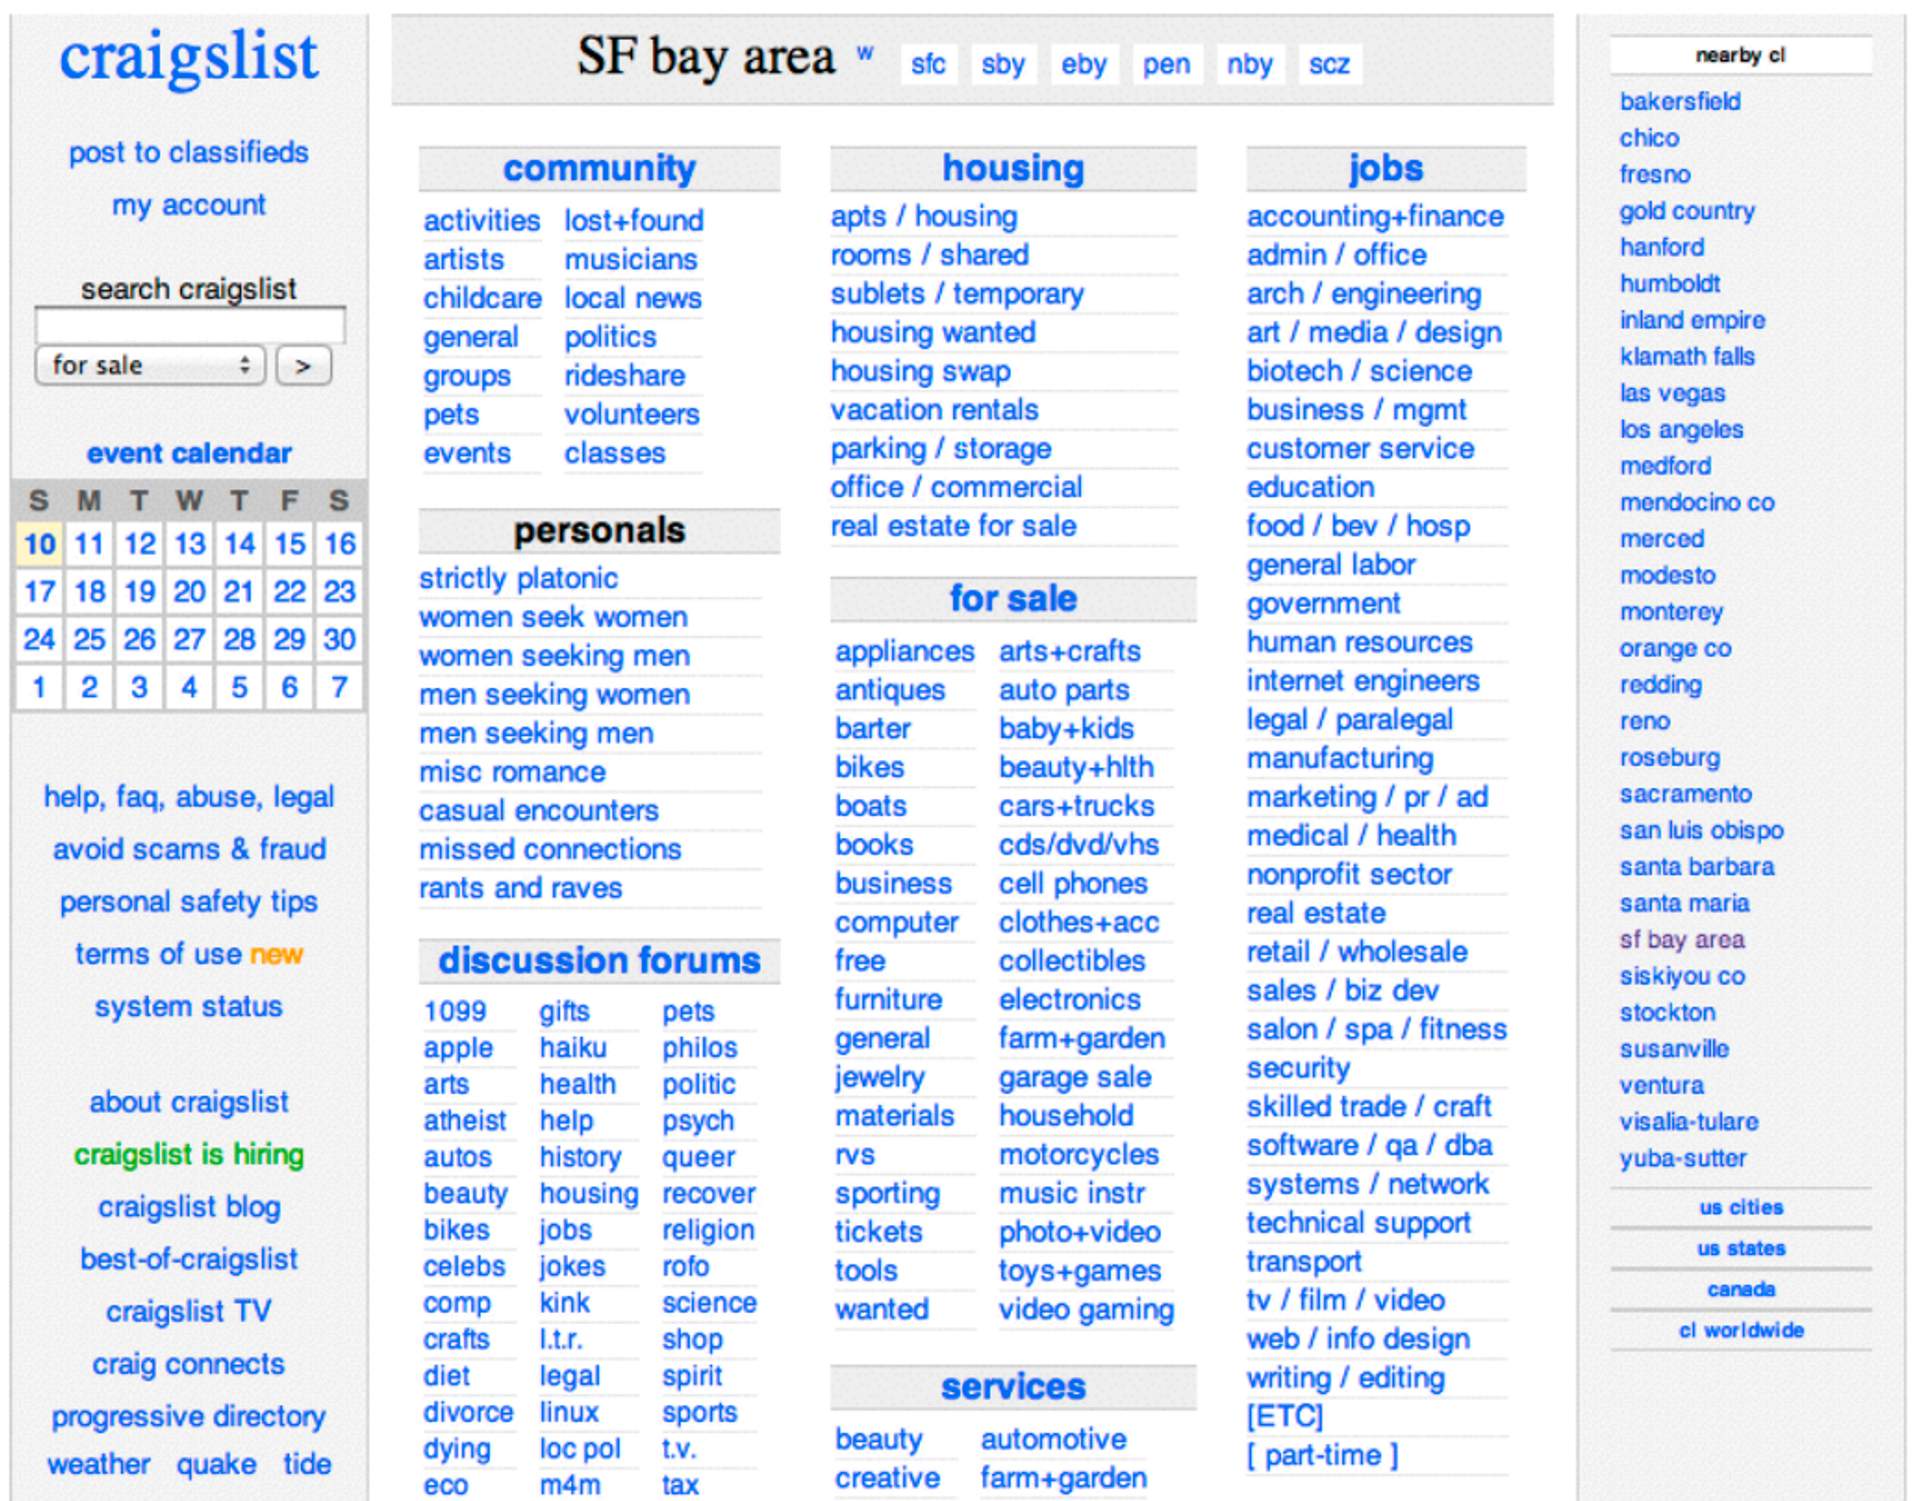 craigslist
post to classifieds
my account
search craigslist
for sale
>
event calendar
S M T W T F S
10 11 12 13 14 15 16
17 18 19 20 21 22 23
24 25 26 27 28 29 30
1 2 3 4 5 6 7
help, faq, abuse, legal
avoid scams & fraud
personal safety tips
terms of use new
system status
about craigslist
craigslist is hiring
craigslist blog
best-of-craigslist
craigslist TV
craig connects
progressive directory
weather quake tide
SF bay area w sfc sby eby pen nby scz
community
activities lost+found
artists musicians
childcare local news
general politics
groups rideshare
pets volunteers
events classes
personals
strictly platonic
women seek women
women seeking men
men seeking women
men seeking men
misc romance
casual encounters
missed connections
rants and raves
discussion forums
1099 gifts pets
apple haiku philos
arts health politic
atheist help psych
autos history queer
beauty housing recover
bikes jobs religion
celebs jokes rofo
comp kink science
crafts l.t.r. shop
diet legal spirit
divorce linux sports
dying loc pol t.v.
eco m4m tax
housing
apts / housing
rooms / shared
sublets / temporary
housing wanted
housing swap
vacation rentals
parking / storage
office / commercial
real estate for sale
for sale
appliances arts+crafts
antiques auto parts
barter baby+kids
bikes beauty+hlth
boats cars+trucks
books cds/dvd/vhs
business cell phones
computer clothes+acc
free collectibles
furniture electronics
general farm+garden
jewelry garage sale
materials household
rvs motorcycles
sporting music instr
tickets photo+video
tools toys+games
wanted video gaming
services
beauty automotive
creative farm+garden
jobs
accounting+finance
admin / office
arch / engineering
art / media / design
biotech / science
business / mgmt
customer service
education
food / bev / hosp
general labor
government
human resources
internet engineers
legal / paralegal
manufacturing
marketing / pr / ad
medical / health
nonprofit sector
real estate
retail / wholesale
sales / biz dev
salon / spa / fitness
security
skilled trade / craft
software / qa / dba
systems / network
technical support
transport
tv / film / video
web / info design
writing / editing
[ETC]
[ part-time ]
nearby cl
bakersfield
chico
fresno
gold country
hanford
humboldt
inland empire
klamath falls
las vegas
los angeles
medford
mendocino co
merced
modesto
monterey
orange co
redding
reno
roseburg
sacramento
san luis obispo
santa barbara
santa maria
sf bay area
siskiyou co
stockton
susanville
ventura
visalia-tulare
yuba-sutter
us cities
us states
canada
cl worldwide